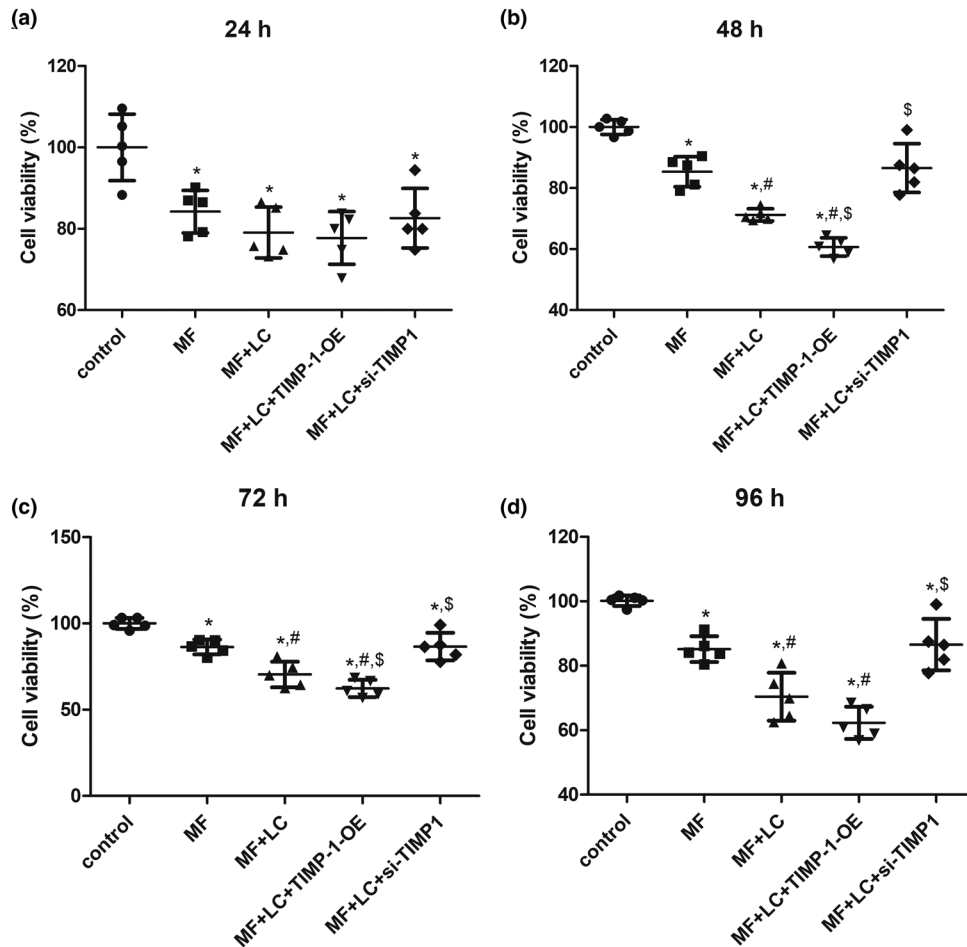 (a)
24 h
Cell viability (%)
120
100
80
60
*
*
*
*
control
MF
MF+LC
MF+LC+TIMP-1-OE
MF+LC+si-TIMP1
(b)
48 h
Cell viability (%)
120
100
80
60
40
*
*,#
*,#,$
$
control
MF
MF+LC
MF+LC+TIMP-1-OE
MF+LC+si-TIMP1
(c)
72 h
Cell viability (%)
150
100
50
0
*
*,#
*,#,$
*,$
control
MF
MF+LC
MF+LC+TIMP-1-OE
MF+LC+si-TIMP1
(d)
96 h
Cell viability (%)
120
100
80
60
40
*
*,#
*,#
*,$
control
MF
MF+LC
MF+LC+TIMP-1-OE
MF+LC+si-TIMP1